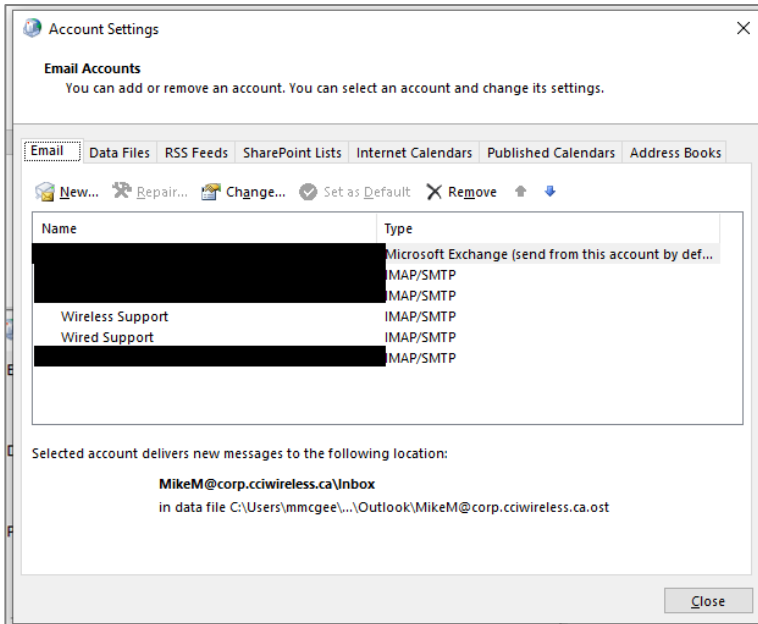 Account Settings
Email Accounts
You can add or remove an account. You can select an account and change its settings.
Email Data Files RSS Feeds SharePoint Lists Internet Calendars Published Calendars Address Books
New... Repair... Change... Set as Default Remove
Name Type
Microsoft Exchange (send from this account by def...
IMAP/SMTP
IMAP/SMTP
Wireless Support IMAP/SMTP
Wired Support IMAP/SMTP
IMAP/SMTP
Selected account delivers new messages to the following location:
MikeM@corp.cciwireless.ca\Inbox
in data file C:\Users\mmcgee\...\Outlook\MikeM@corp.cciwireless.ca.ost
Close